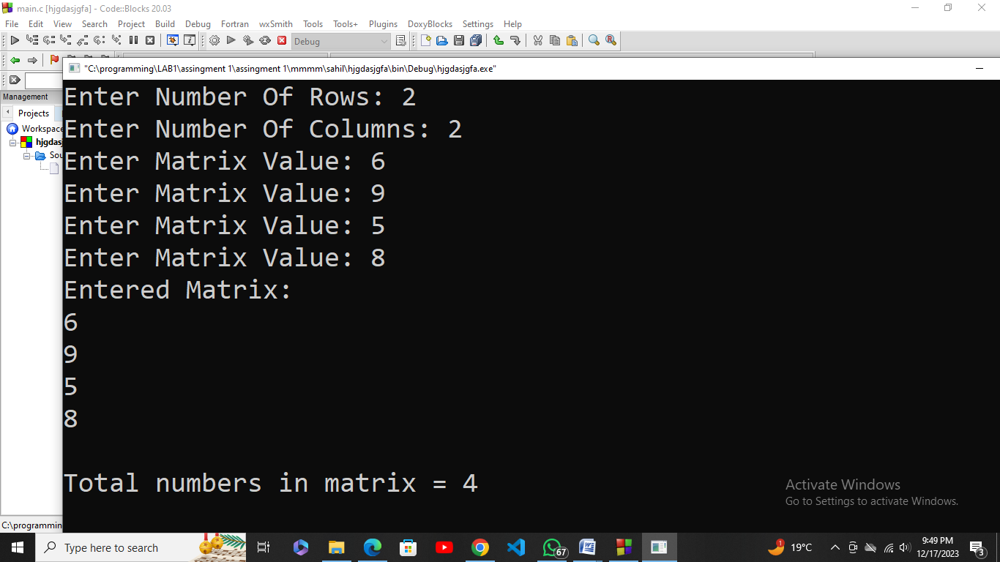 main.c [hjgdasjgfa] - Code::Blocks 20.03
File Edit View Search Project Build Debug Fortran wxSmith Tools Tools+ Plugins DoxyBlocks Settings Help
Debug
"C:\programming\LAB1\assingment 1\assingment 1\mmmm\sahil\hjgdasjgfa\bin\Debug\hjgdasjgfa.exe"
Management
Projects
Workspace
hjgdasj
Sou
Enter Number Of Rows: 2
Enter Number Of Columns: 2
Enter Matrix Value: 6
Enter Matrix Value: 9
Enter Matrix Value: 5
Enter Matrix Value: 8
Entered Matrix:
6
9
5
8
Total numbers in matrix = 4
Activate Windows
Go to Settings to activate Windows.
C:\programmin
Type here to search
67
1
19°C
9:49 PM
12/17/2023
3